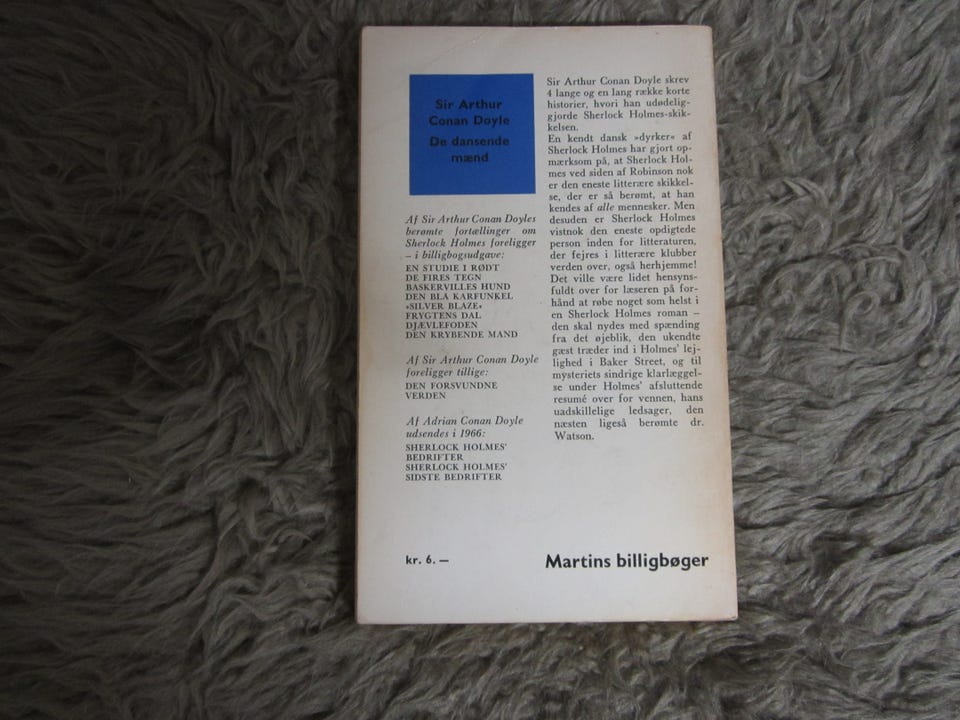 Sir Arthur
Conan Doyle
De dansende
mænd
Af Sir Arthur Conan Doyles
berømte fortællinger om
Sherlock Holmes foreligger
– i billigbogsudgave:
EN STUDIE I RØDT
DE FIRES TEGN
BASKERVILLES HUND
DEN BLÅ KARFUNKEL
»SILVER BLAZE«
FRYGTENS DAL
DJÆVLEFODEN
DEN KRYBENDE MAND
Af Sir Arthur Conan Doyle
foreligger tillige:
DEN FORSVUNDNE
VERDEN
Af Adrian Conan Doyle
udsendes i 1966:
SHERLOCK HOLMES'
BEDRIFTER
SHERLOCK HOLMES'
SIDSTE BEDRIFTER
kr. 6. —
Sir Arthur Conan Doyle skrev
4 lange og en lang række korte
historier, hvori han udødelig-
gjorde Sherlock Holmes-skik-
kelsen.
En kendt dansk »dyrker« af
Sherlock Holmes har gjort op-
mærksom på, at Sherlock Hol-
mes ved siden af Robinson nok
er den eneste litterære skikkel-
se, der er så berømt, at han
kendes af alle mennesker. Men
desuden er Sherlock Holmes
vistnok den eneste opdigtede
person inden for litteraturen,
der fejres i litterære klubber
verden over, også herhjemme!
Det ville være lidet hensyns-
fuldt over for læseren på for-
hånd at røbe noget som helst i
en Sherlock Holmes roman –
den skal nydes med spænding
fra det øjeblik, den ukendte
gæst træder ind i Holmes' lej-
lighed i Baker Street, og til
mysteriets sindrige klarlæggel-
se under Holmes' afsluttende
resumé over for vennen, hans
uadskillelige ledsager, den
næsten ligeså berømte dr.
Watson.
Martins billigbøger